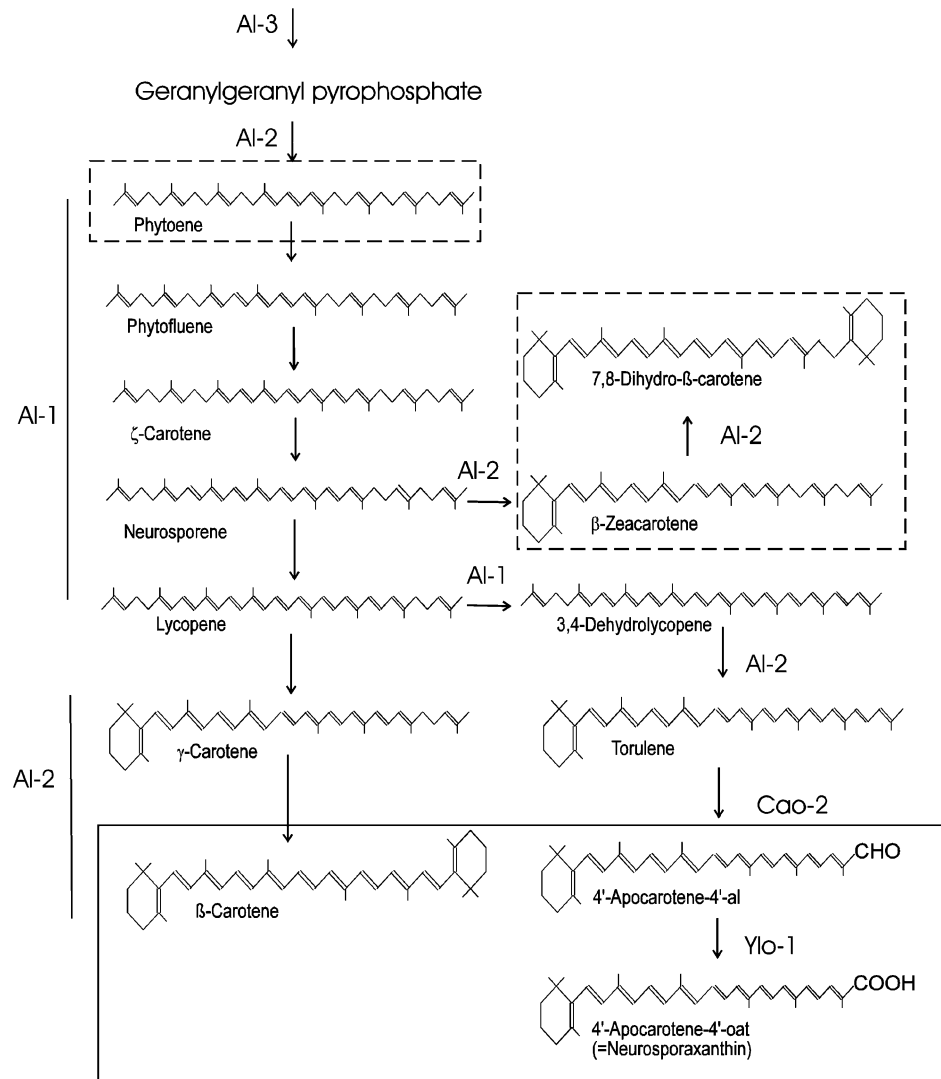 Al-3
Geranylgeranyl pyrophosphate
Al-2
Phytoene
Phytofluene
7,8-Dihydro-ß-carotene
Al-1
ζ-Carotene
Al-2
Al-2
Neurosporene
β-Zeacarotene
Al-1
Lycopene
3,4-Dehydrolycopene
Al-2
γ-Carotene
Torulene
Al-2
Cao-2
CHO
ß-Carotene
4'-Apocarotene-4'-al
Ylo-1
COOH
4'-Apocarotene-4'-oat
(=Neurosporaxanthin)